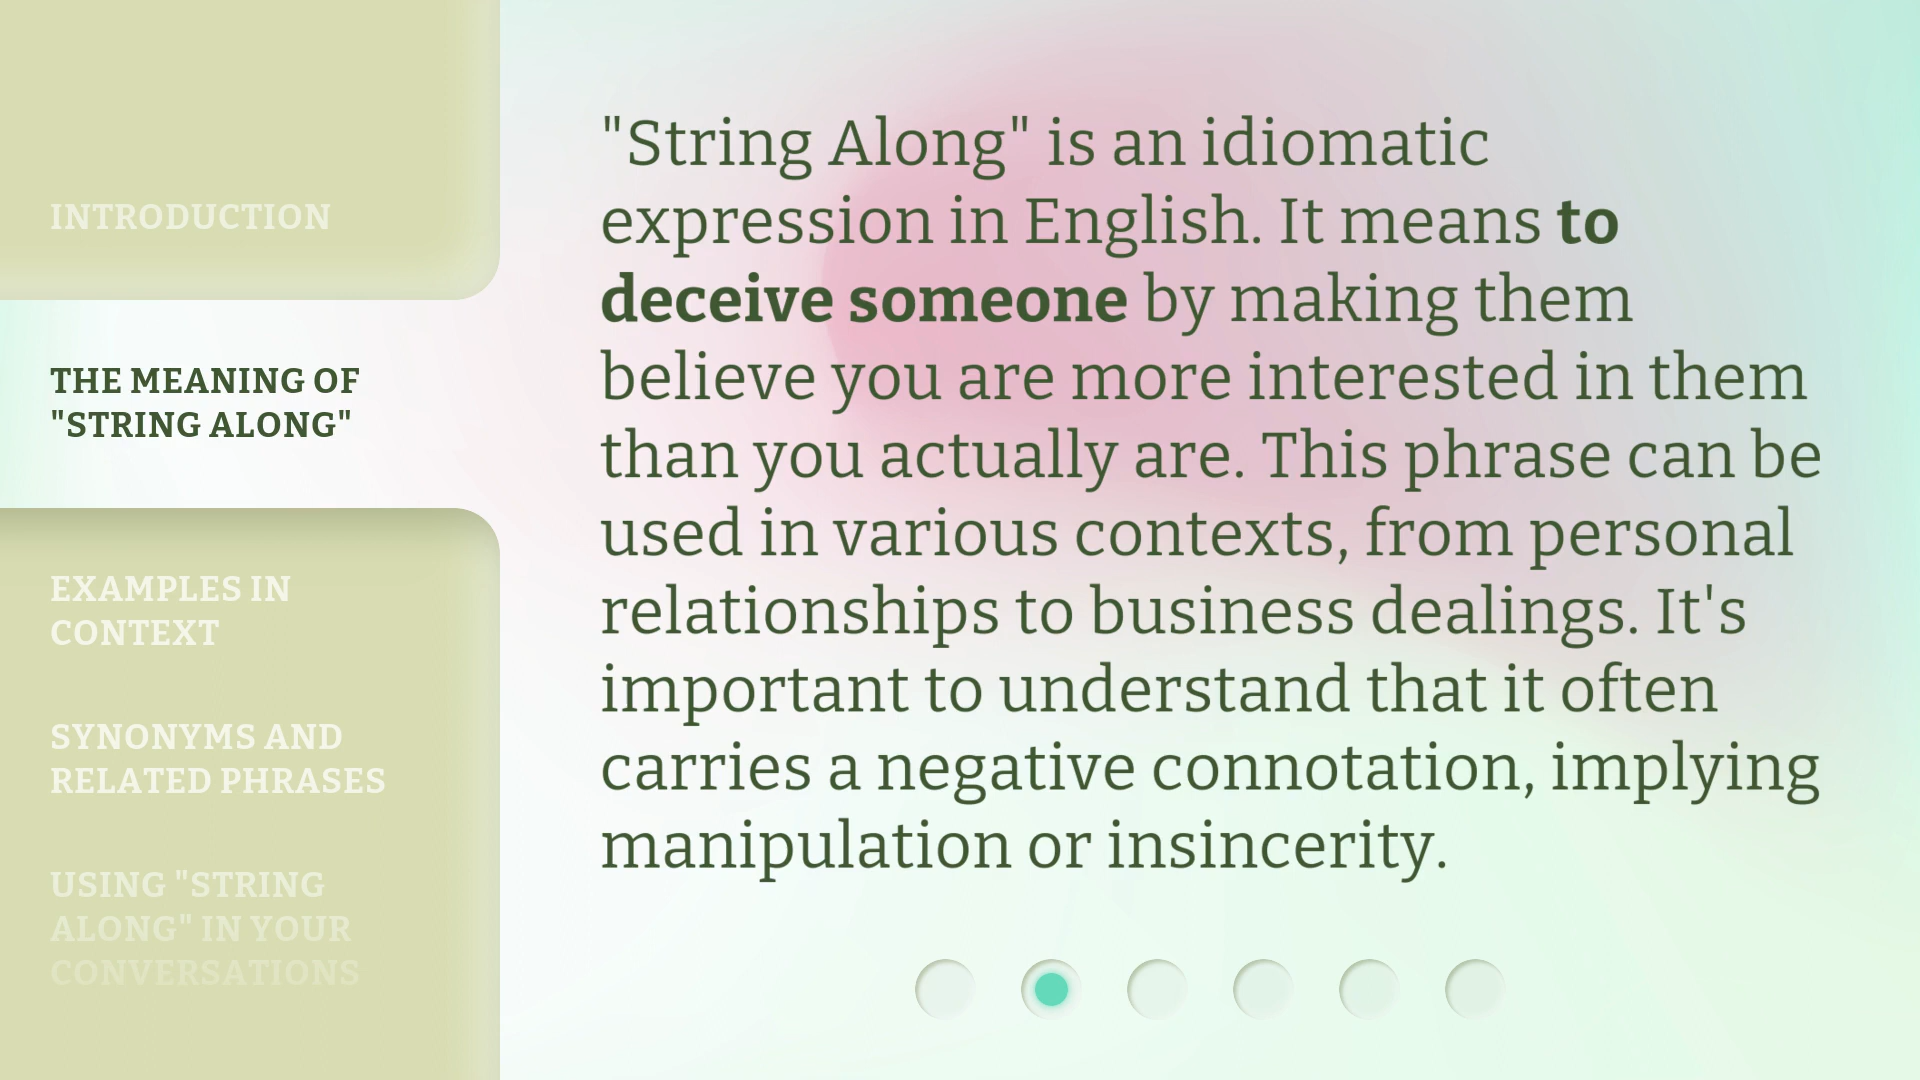 INTRODUCTION
THE MEANING OF
"STRING ALONG"
EXAMPLES IN
CONTEXT
SYNONYMS AND
RELATED PHRASES
USING "STRING
ALONG" IN YOUR
CONVERSATIONS
"String Along" is an idiomatic
expression in English. It means to
deceive someone by making them
believe you are more interested in them
than you actually are. This phrase can be
used in various contexts, from personal
relationships to business dealings. It's
important to understand that it often
carries a negative connotation, implying
manipulation or insincerity.